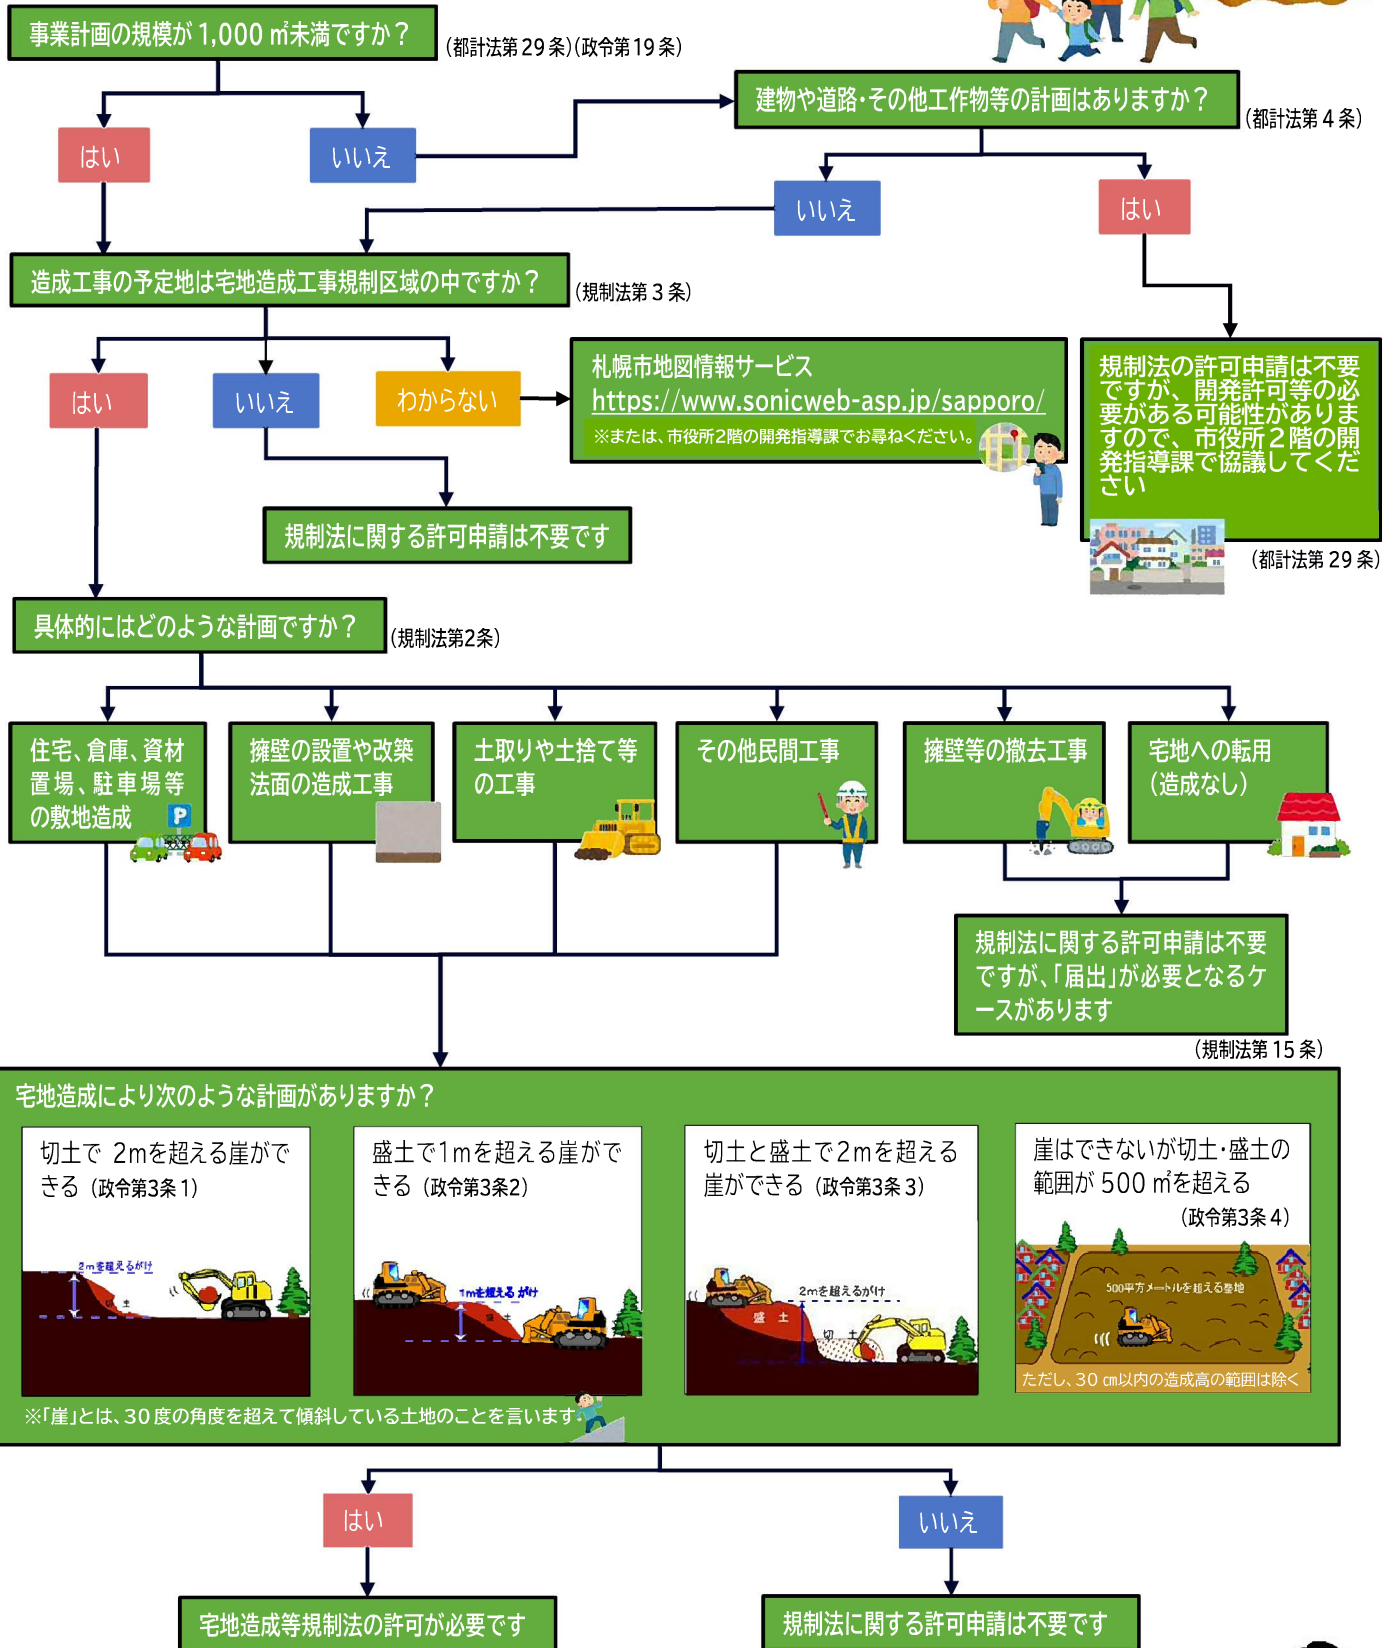 事業計画の規模が1,000㎡未満ですか？
(都計法第29条)(政令第19条)
建物や道路・その他工作物等の計画はありますか？
(都計法第4条)
はい
いいえ
いいえ
はい
造成工事の予定地は宅地造成工事規制区域の中ですか？
(規制法第3条)
はい
いいえ
わからない
札幌市地図情報サービス
https://www.sonicweb-asp.jp/sapporo/
※または、市役所2階の開発指導課でお尋ねください。
規制法の許可申請は不要
ですが、開発許可等の必
要がある可能性がありま
すので、市役所２階の開
発指導課で協議してくだ
さい
(都計法第29条)
規制法に関する許可申請は不要です
具体的にはどのような計画ですか？
(規制法第2条)
住宅、倉庫、資材
置場、駐車場等
の敷地造成
P
擁壁の設置や改築
法面の造成工事
土取りや土捨て等
の工事
その他民間工事
擁壁等の撤去工事
宅地への転用
(造成なし)
規制法に関する許可申請は不要
ですが、「届出」が必要となるケ
ースがあります
(規制法第15条)
宅地造成により次のような計画がありますか？
切土で 2mを超える崖がで
きる (政令第3条1)
2mを超えるがけ
切 土
盛土で1mを超える崖がで
きる (政令第3条2)
1mを超える がけ
盛 土
切土と盛土で2mを超える
崖ができる (政令第3条3)
2mを超えるがけ
盛 土
切 土
崖はできないが切土・盛土の
範囲が500㎡を超える
(政令第3条4)
500平方メートルを超える整地
ただし、30㎝以内の造成高の範囲は除く
※「崖」とは、30度の角度を超えて傾斜している土地のことを言います
はい
いいえ
宅地造成等規制法の許可が必要です
規制法に関する許可申請は不要です